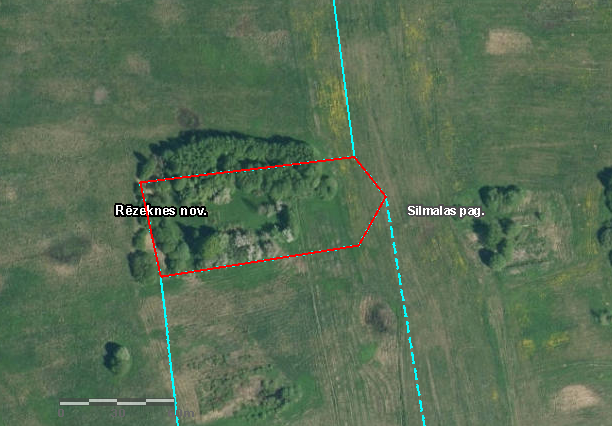 Rēzeknes nov.
Silmalas pag.